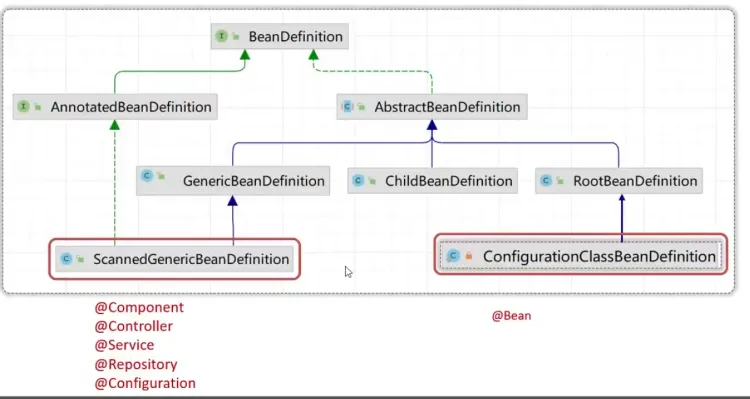 BeanDefinition
AnnotatedBeanDefinition
AbstractBeanDefinition
GenericBeanDefinition
ChildBeanDefinition
RootBeanDefinition
ScannedGenericBeanDefinition
ConfigurationClassBeanDefinition
@Component
@Controller
@Service
@Repository
@Configuration
@Bean